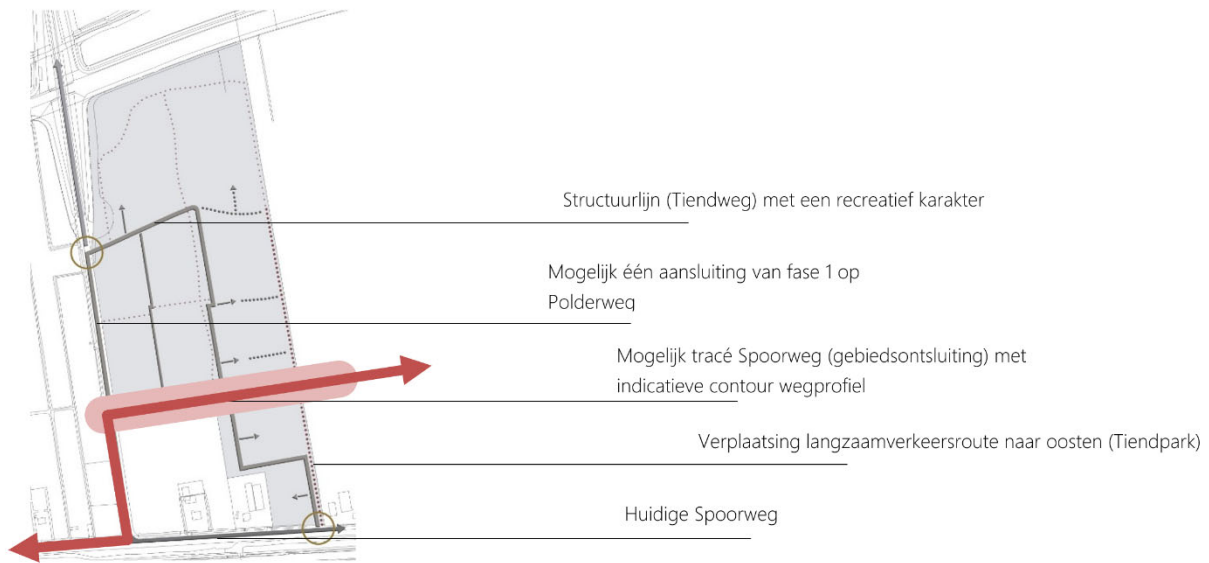 Structuurlijn (Tiendweg) met een recreatief karakter
Mogelijk één aansluiting van fase 1 op
Polderweg
Mogelijk tracé Spoorweg (gebiedsontsluiting) met
indicatieve contour wegprofiel
Verplaatsing langzaamverkeersroute naar oosten (Tiendpark)
Huidige Spoorweg